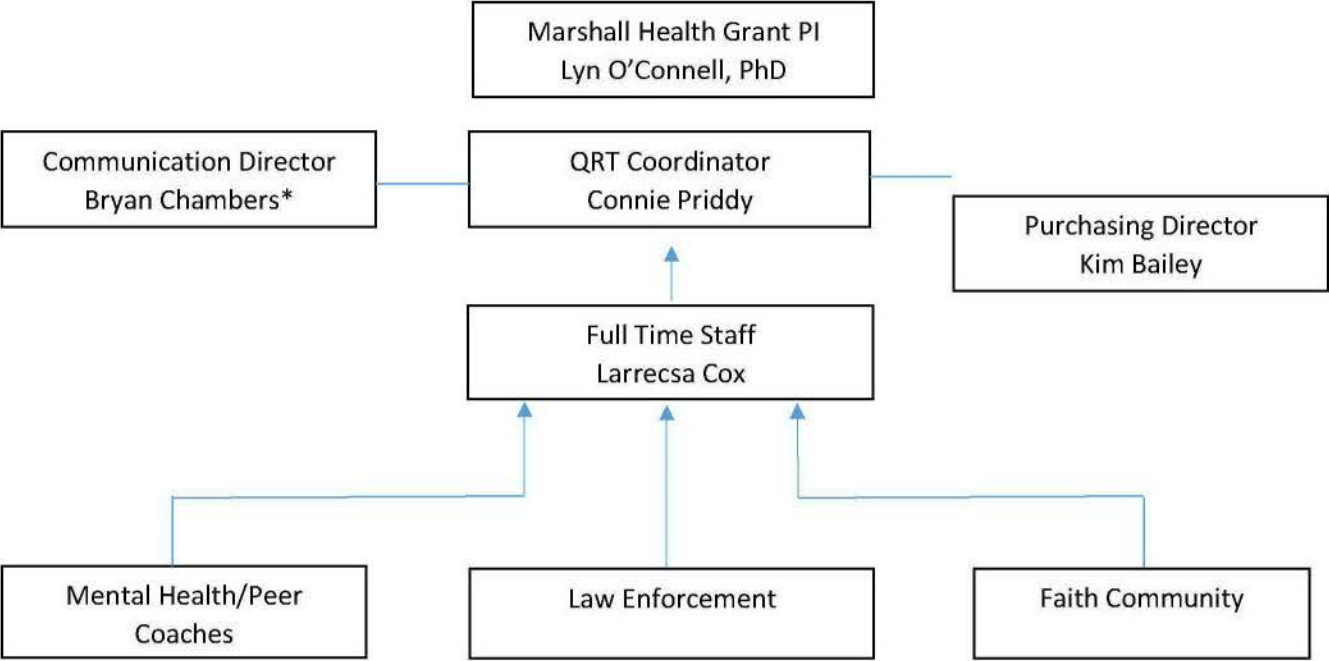 Marshall Health Grant PI
Lyn O’Connell, PhD
Communication Director
Bryan Chambers*
QRT Coordinator
Connie Priddy
Purchasing Director
Kim Bailey
Full Time Staff
Larrecsa Cox
Mental Health/Peer
Coaches
Law Enforcement
Faith Community